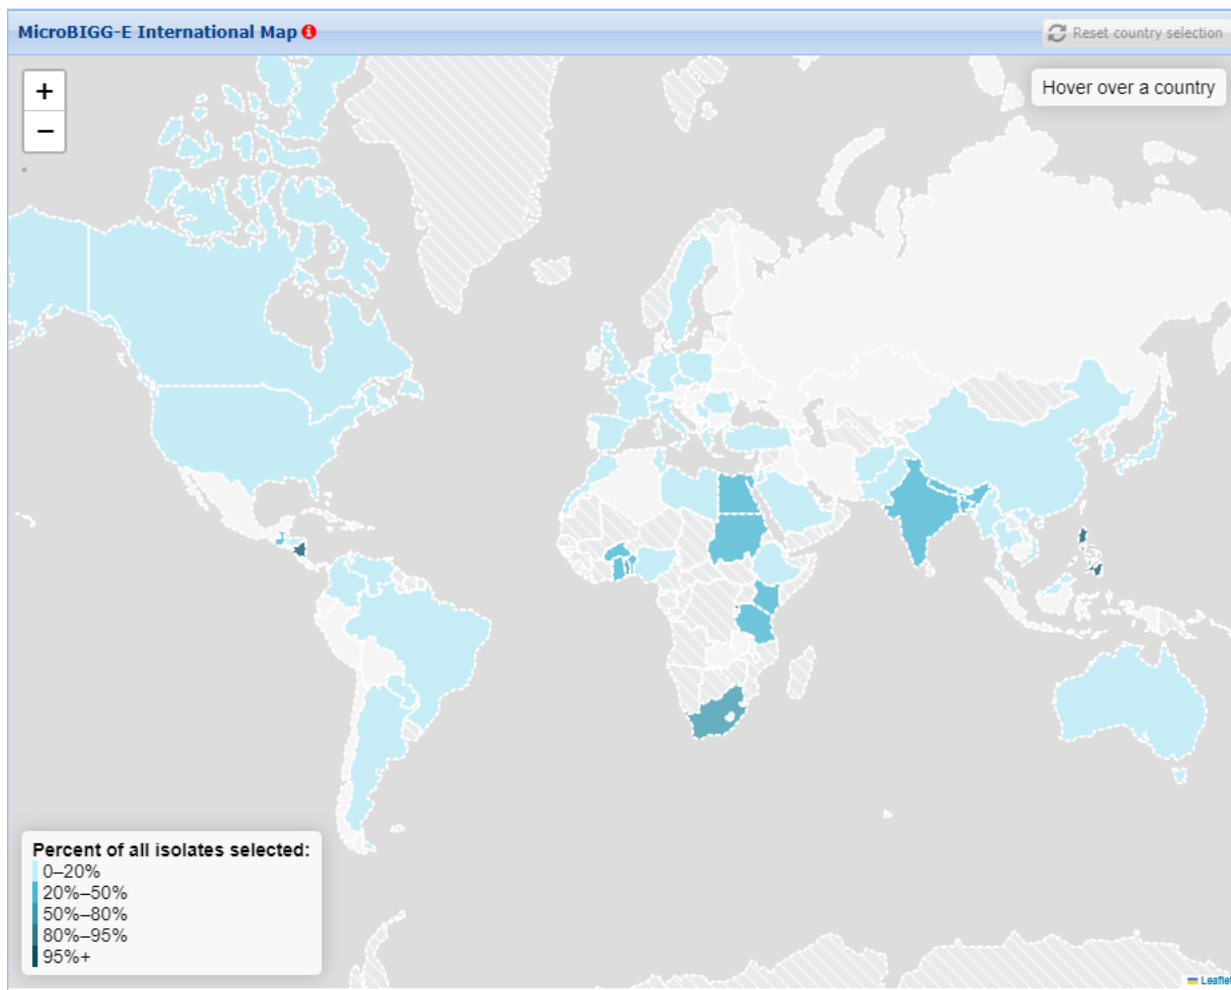 MicroBIGG-E International Map
Reset country selection
+
Hover over a country
−
Percent of all isolates selected:
0–20%
20%–50%
50%–80%
80%–95%
95%+